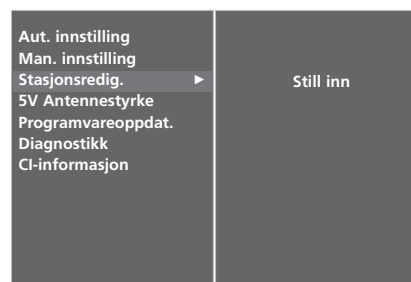 Aut. innstilling
Man. innstilling
Stasjonsredig.
5V Antennestyrke
Programvareoppdat.
Diagnostikk
CI-informasjon
Still inn